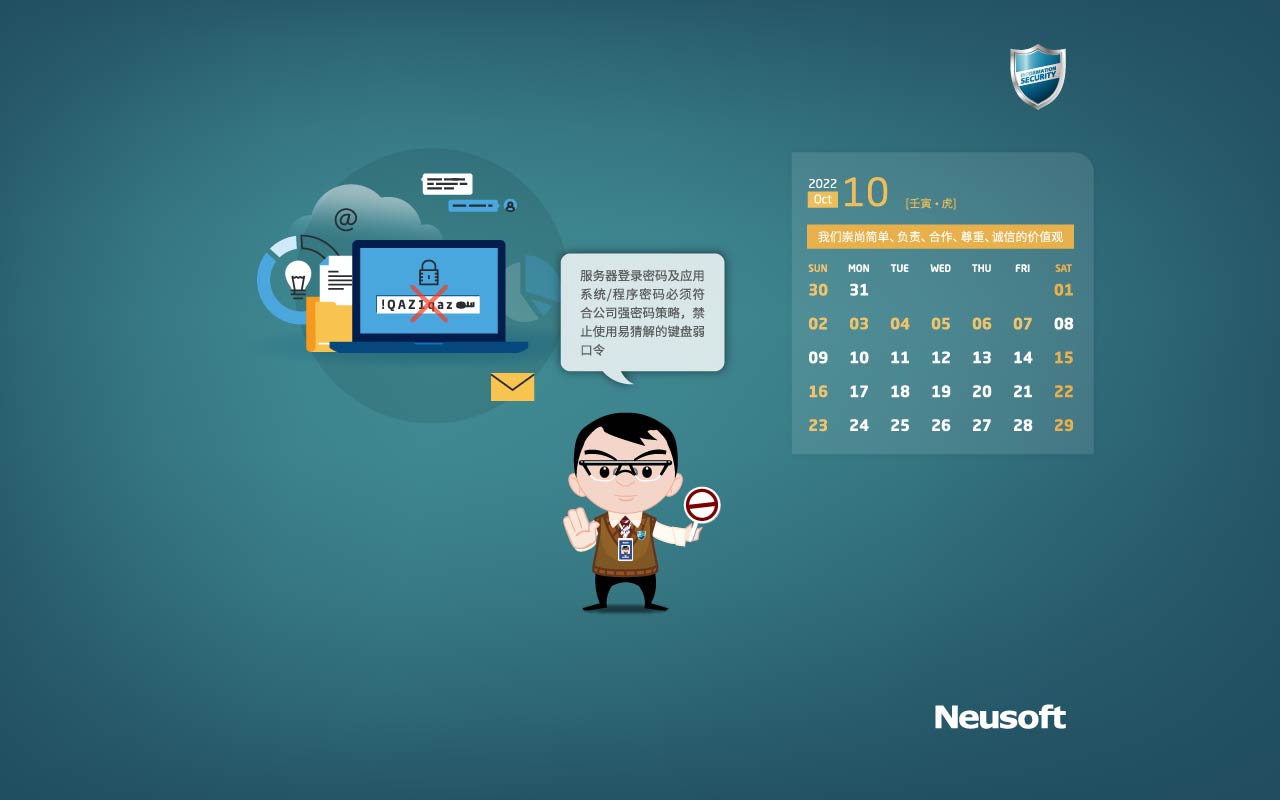 INFORMATION
SECURITY
@
!QAZ1qaz
服务器登录密码及应用
系统/程序密码必须符
合公司强密码策略，禁
止使用易猜解的键盘弱
口令
2022
Oct
10
[壬寅·虎]
我们崇尚简单、负责、合作、尊重、诚信的价值观
SUN MON TUE WED THU FRI SAT
30 31 01
02 03 04 05 06 07 08
09 10 11 12 13 14 15
16 17 18 19 20 21 22
23 24 25 26 27 28 29
Neusoft